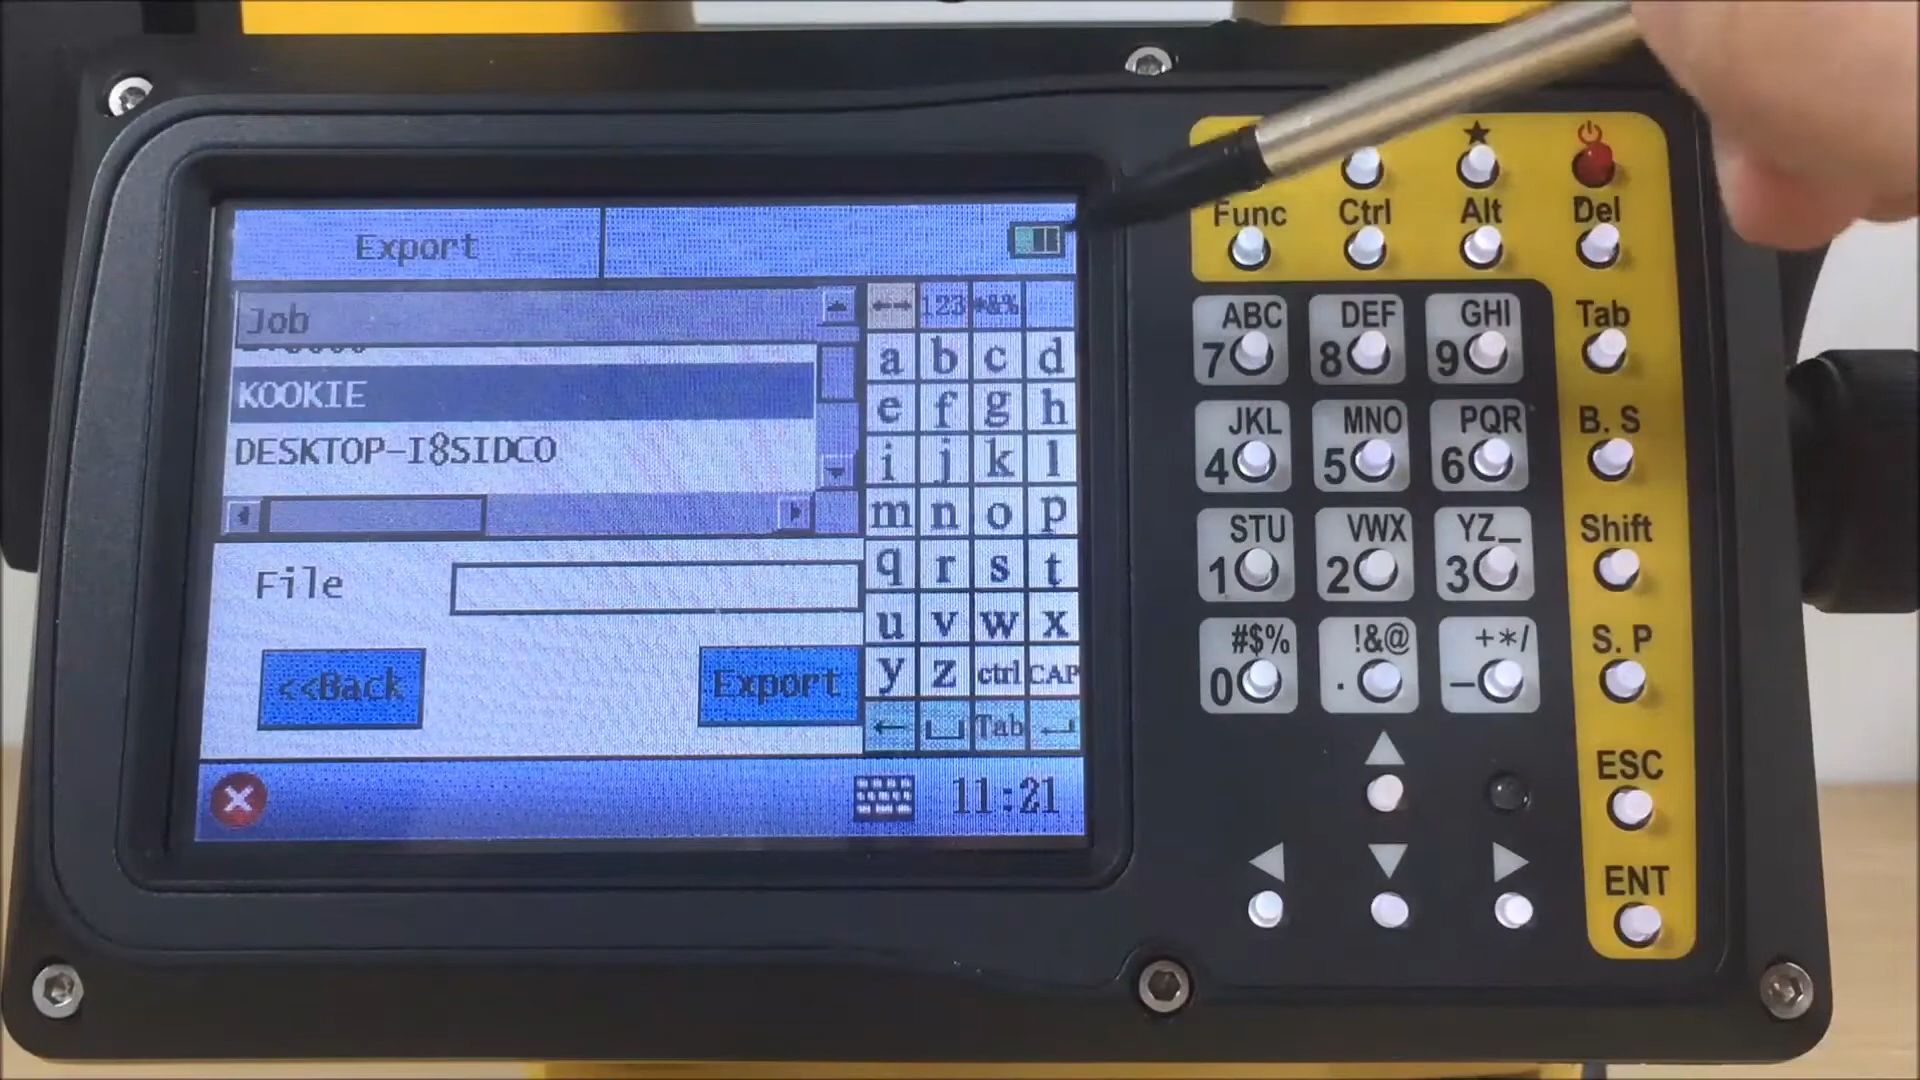 Export
Job
KOOKIE
DESKTOP-I8SIDCO
File
<<Back
Export
123 *&%
a b c d
e f g h
i j k l
m n o p
q r s t
u v w x
y z ctrl CAP
Tab
11:21
Func Ctrl Alt Del
ABC DEF GHI Tab
7 8 9
JKL MNO PQR B.S
4 5 6
STU VWX YZ_ Shift
1 2 3
#$% !&@ +*/ S.P
0 . -
ESC
ENT